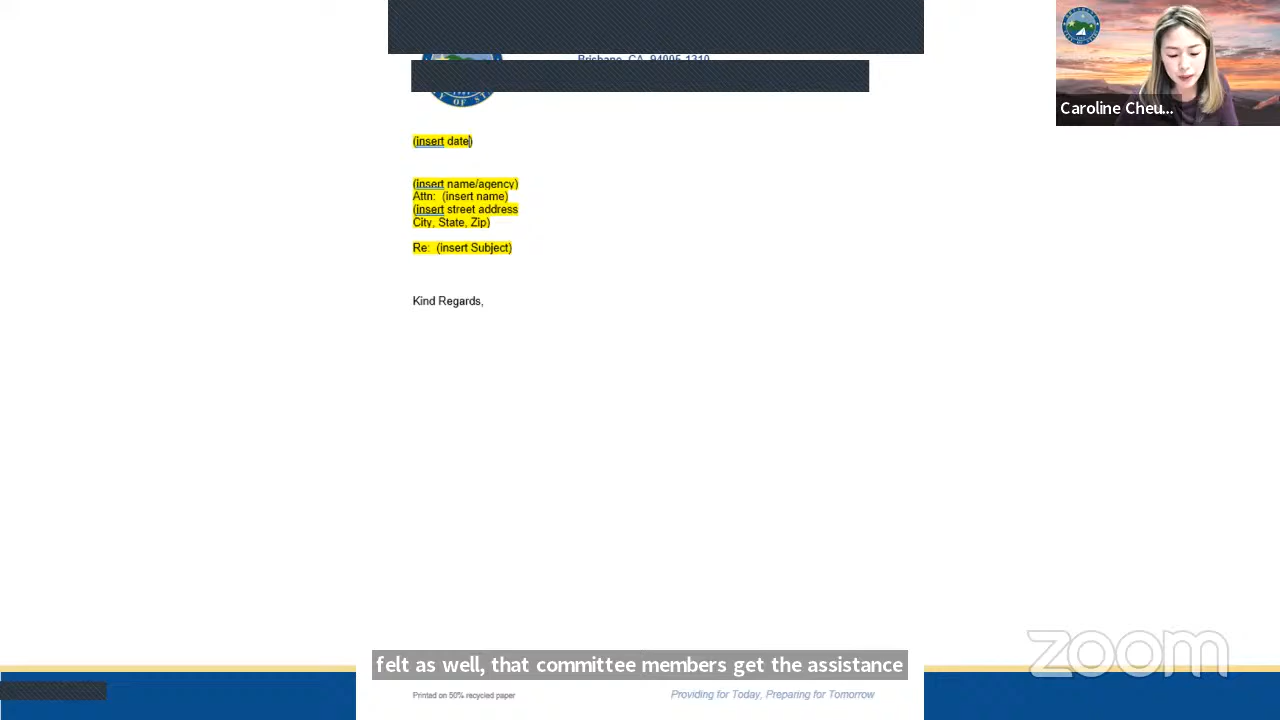 Brisbane, CA 94005-1310
(insert date)
(insert name/agency)
Attn: (insert name)
(insert street address
City, State, Zip)
Re: (insert Subject)
Kind Regards,
Caroline Cheu...
felt as well, that committee members get the assistance
Printed on 50% recycled paper
Providing for Today, Preparing for Tomorrow
zoom